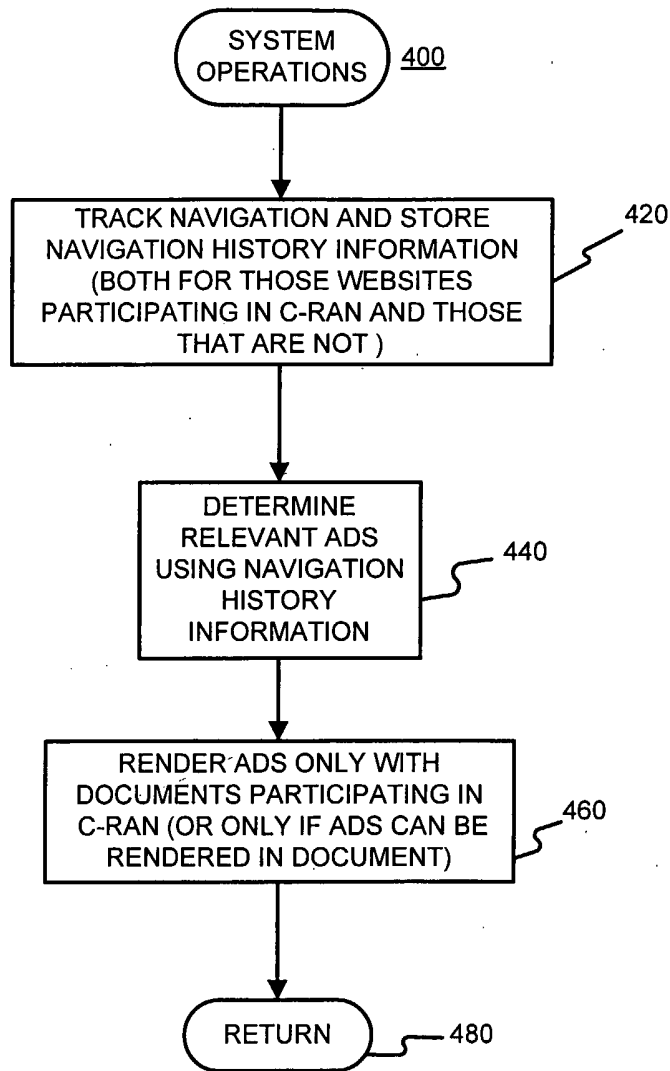 SYSTEM
OPERATIONS
400
TRACK NAVIGATION AND STORE
NAVIGATION HISTORY INFORMATION
(BOTH FOR THOSE WEBSITES
PARTICIPATING IN C-RAN AND THOSE
THAT ARE NOT )
420
DETERMINE
RELEVANT ADS
USING NAVIGATION
HISTORY
INFORMATION
440
RENDER ADS ONLY WITH
DOCUMENTS PARTICIPATING IN
C-RAN (OR ONLY IF ADS CAN BE
RENDERED IN DOCUMENT)
460
RETURN
480